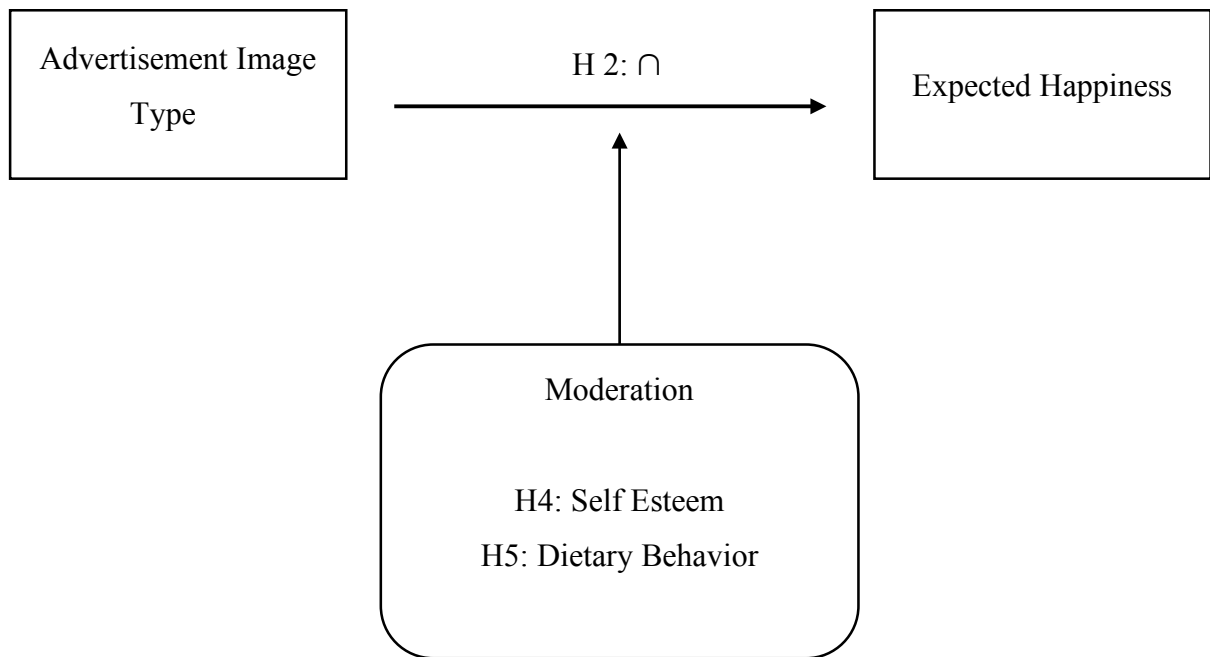 Advertisement Image
Type
H 2: ∩
Expected Happiness
Moderation
H4: Self Esteem
H5: Dietary Behavior